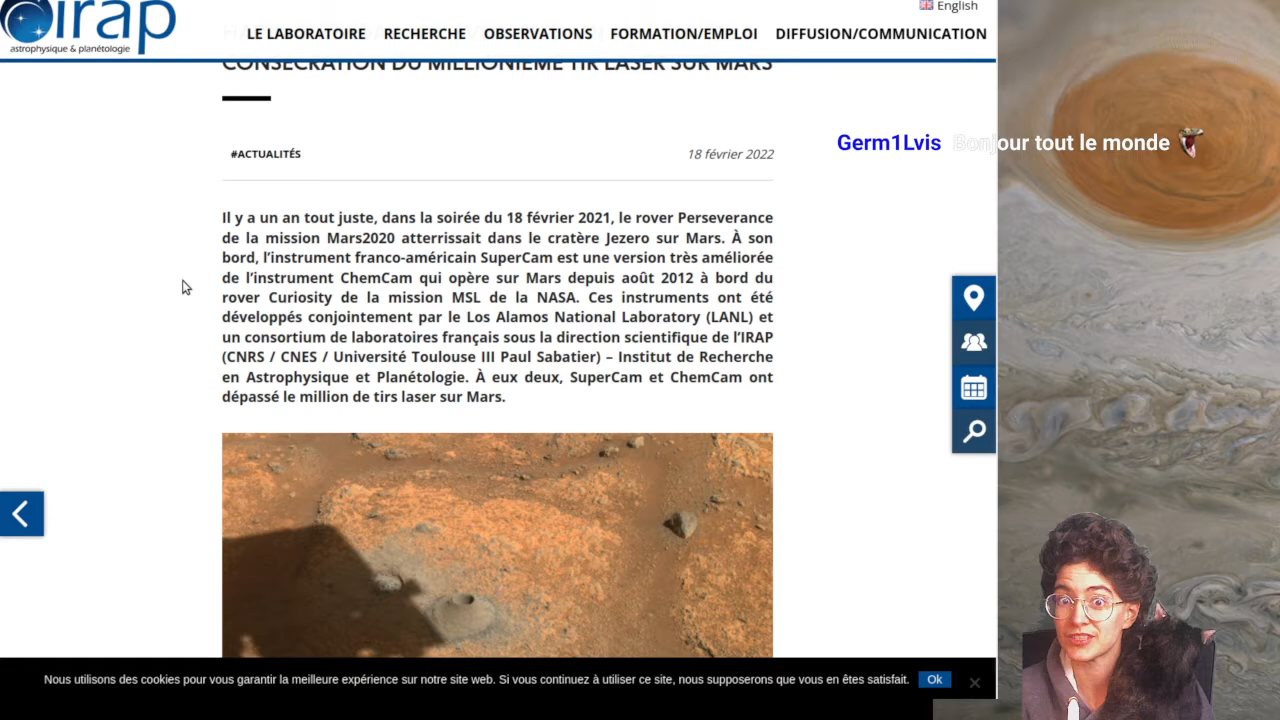 irap
astrophysique & planétologie
English
LE LABORATOIRE RECHERCHE OBSERVATIONS FORMATION/EMPLOI DIFFUSION/COMMUNICATION
CONSÉCRATION DU MILLIONIÈME TIR LASER SUR MARS
Germ1Lvis Bonjour tout le monde
#ACTUALITÉS
18 février 2022
Il y a un an tout juste, dans la soirée du 18 février 2021, le rover Perseverance
de la mission Mars2020 atterrissait dans le cratère Jezero sur Mars. À son
bord, l’instrument franco-américain SuperCam est une version très améliorée
de l’instrument ChemCam qui opère sur Mars depuis août 2012 à bord du
rover Curiosity de la mission MSL de la NASA. Ces instruments ont été
développés conjointement par le Los Alamos National Laboratory (LANL) et
un consortium de laboratoires français sous la direction scientifique de l’IRAP
(CNRS / CNES / Université Toulouse III Paul Sabatier) – Institut de Recherche
en Astrophysique et Planétologie. À eux deux, SuperCam et ChemCam ont
dépassé le million de tirs laser sur Mars.
Nous utilisons des cookies pour vous garantir la meilleure expérience sur notre site web. Si vous continuez à utiliser ce site, nous supposerons que vous en êtes satisfait. Ok